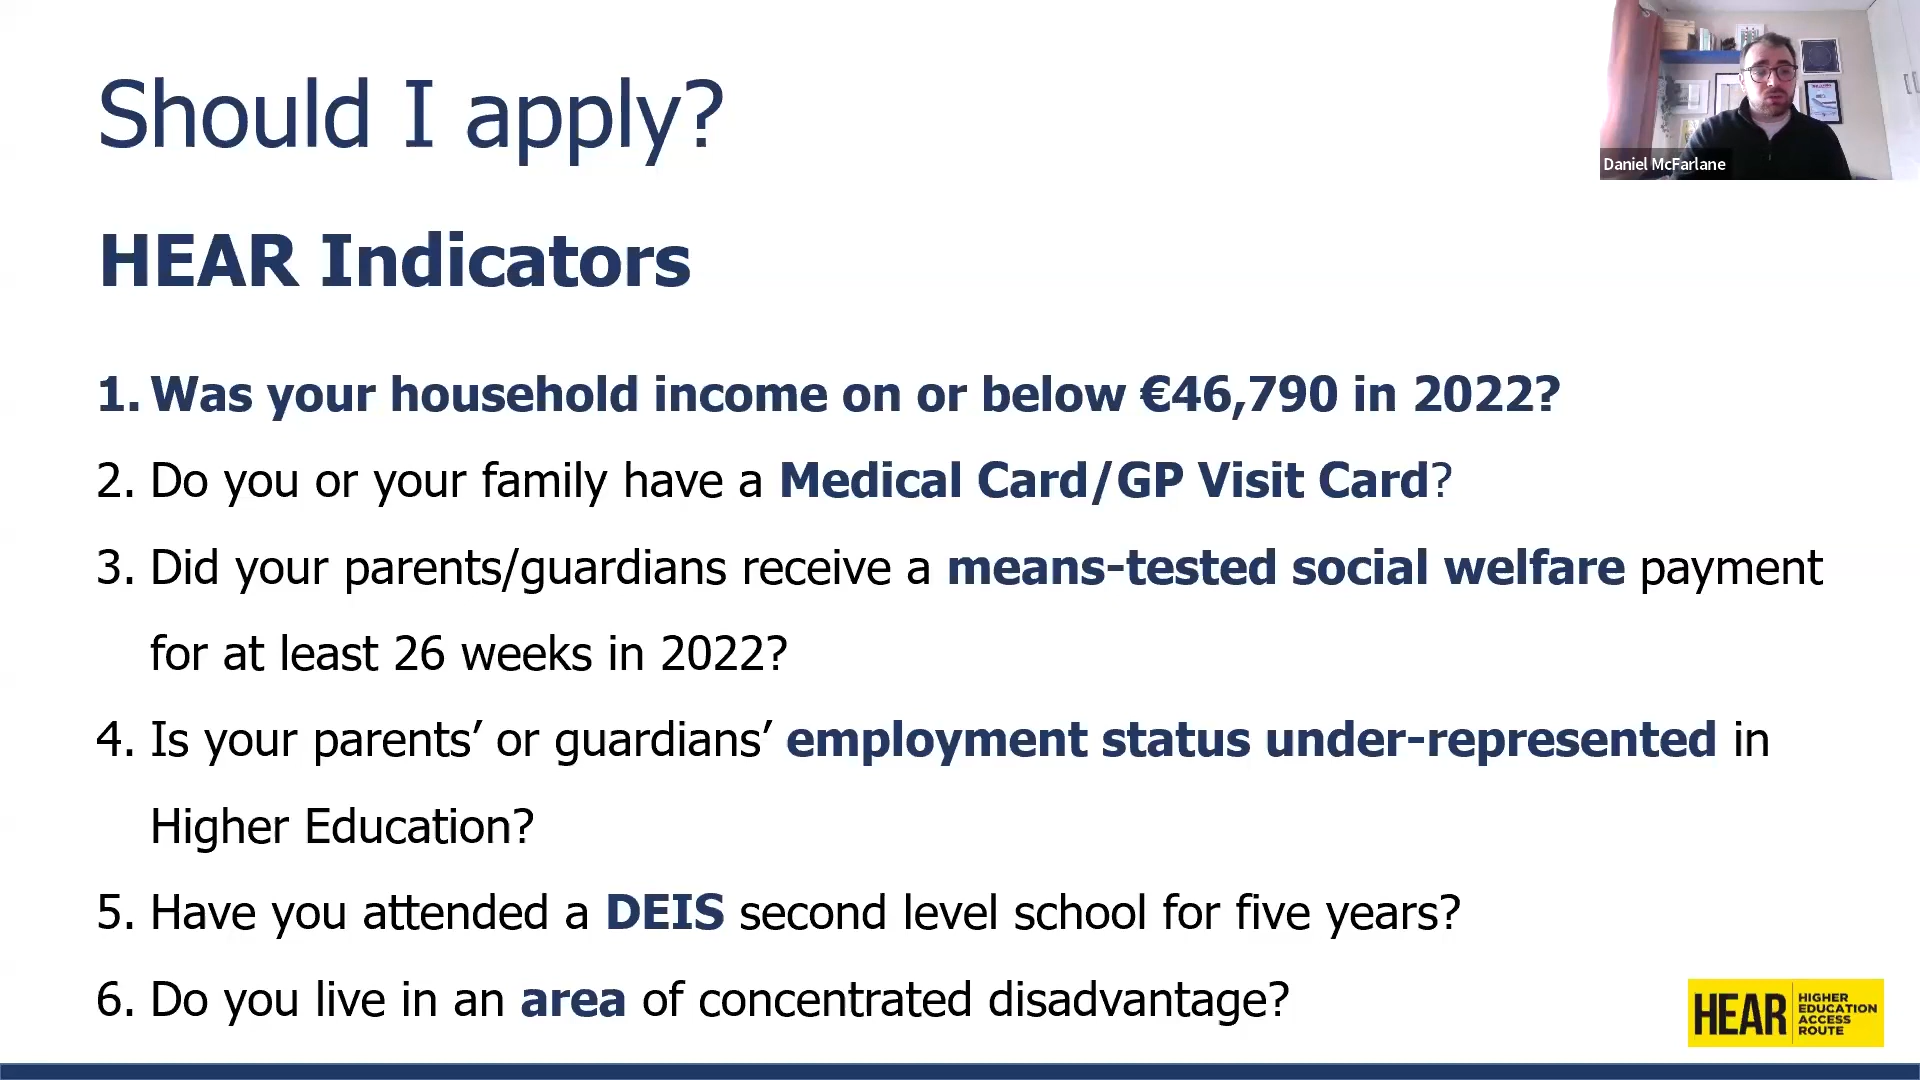 Should I apply?
Daniel McFarlane
HEAR Indicators
1. Was your household income on or below €46,790 in 2022?
2. Do you or your family have a Medical Card/GP Visit Card?
3. Did your parents/guardians receive a means-tested social welfare payment
for at least 26 weeks in 2022?
4. Is your parents’ or guardians’ employment status under-represented in
Higher Education?
5. Have you attended a DEIS second level school for five years?
6. Do you live in an area of concentrated disadvantage?
HEAR
HIGHER
EDUCATION
ACCESS
ROUTE